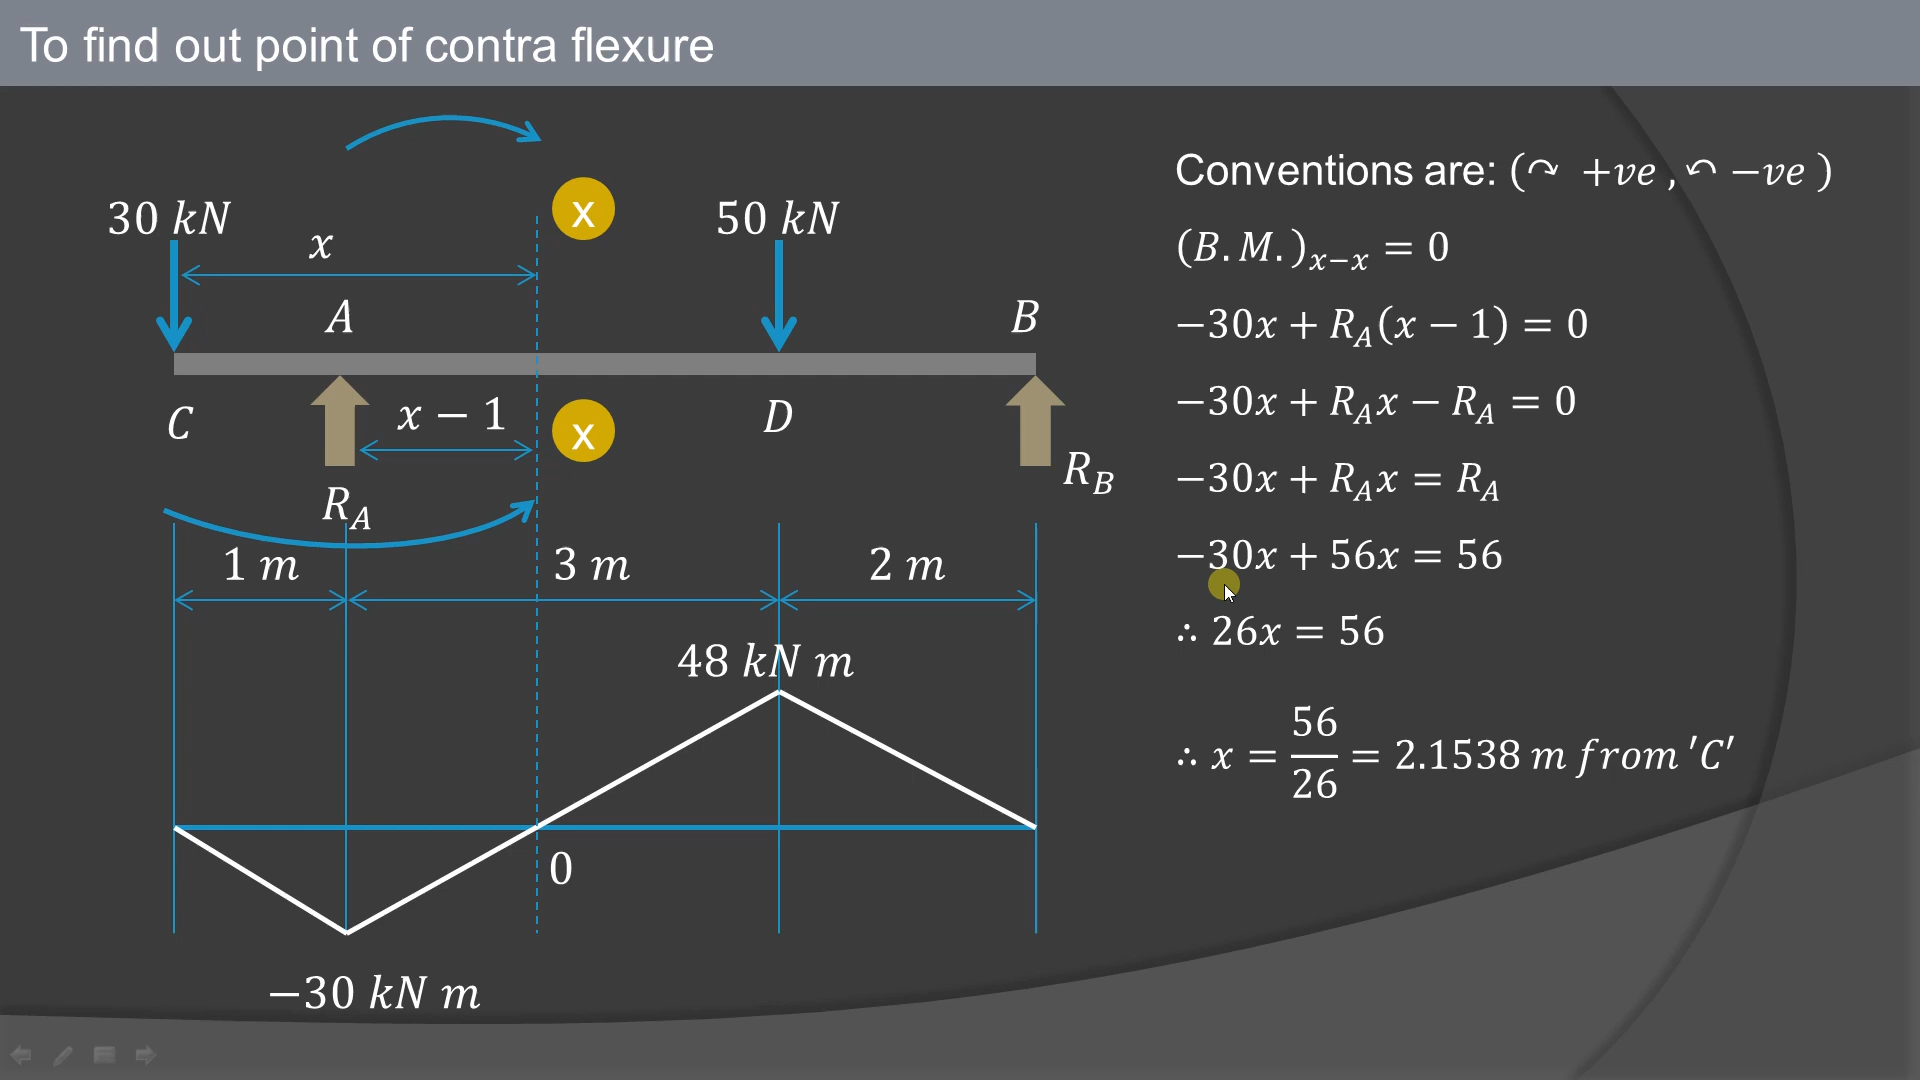 To find out point of contra flexure
30 kN
x
x
50 kN
A
B
C
x − 1
x
D
R_A
R_B
1 m
3 m
2 m
48 kN m
0
−30 kN m
Conventions are: (↷ +ve , ↶ −ve )
(B.M.)_{x−x} = 0
−30x + R_A(x − 1) = 0
−30x + R_A x − R_A = 0
−30x + R_A x = R_A
−30x + 56x = 56
∴ 26x = 56
∴ x = 56/26 = 2.1538 m from 'C'